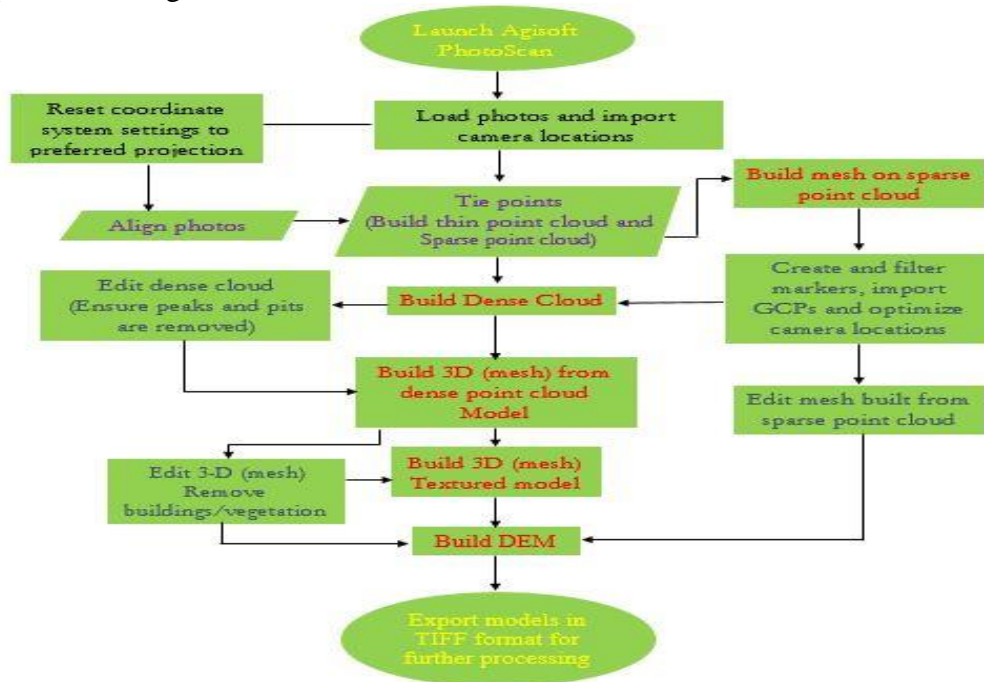 Launch Agisoft
PhotoScan
Reset coordinate
system settings to
preferred projection
Load photos and import
camera locations
Build mesh on sparse
point cloud
Align photos
Tie points
(Build thin point cloud and
Sparse point cloud)
Edit dense cloud
(Ensure peaks and pits
are removed)
Build Dense Cloud
Create and filter
markers, import
GCPs and optimize
camera locations
Build 3D (mesh) from
dense point cloud
Model
Edit mesh built from
sparse point cloud
Edit 3-D (mesh)
Remove
buildings/vegetation
Build 3D (mesh)
Textured model
Build DEM
Export models in
TIFF format for
further processing